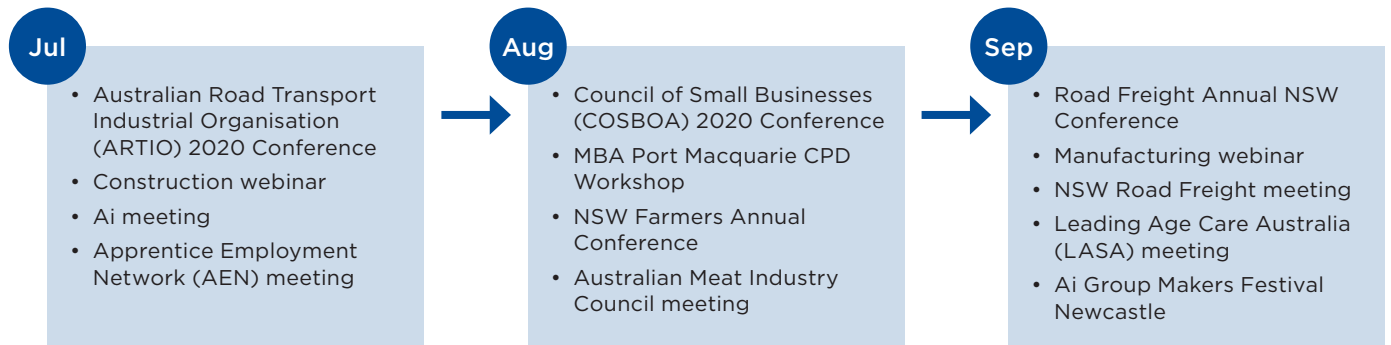 Jul
• Australian Road Transport
Industrial Organisation
(ARTIO) 2020 Conference
• Construction webinar
• Ai meeting
• Apprentice Employment
Network (AEN) meeting
Aug
• Council of Small Businesses
(COSBOA) 2020 Conference
• MBA Port Macquarie CPD
Workshop
• NSW Farmers Annual
Conference
• Australian Meat Industry
Council meeting
Sep
• Road Freight Annual NSW
Conference
• Manufacturing webinar
• NSW Road Freight meeting
• Leading Age Care Australia
(LASA) meeting
• Ai Group Makers Festival
Newcastle